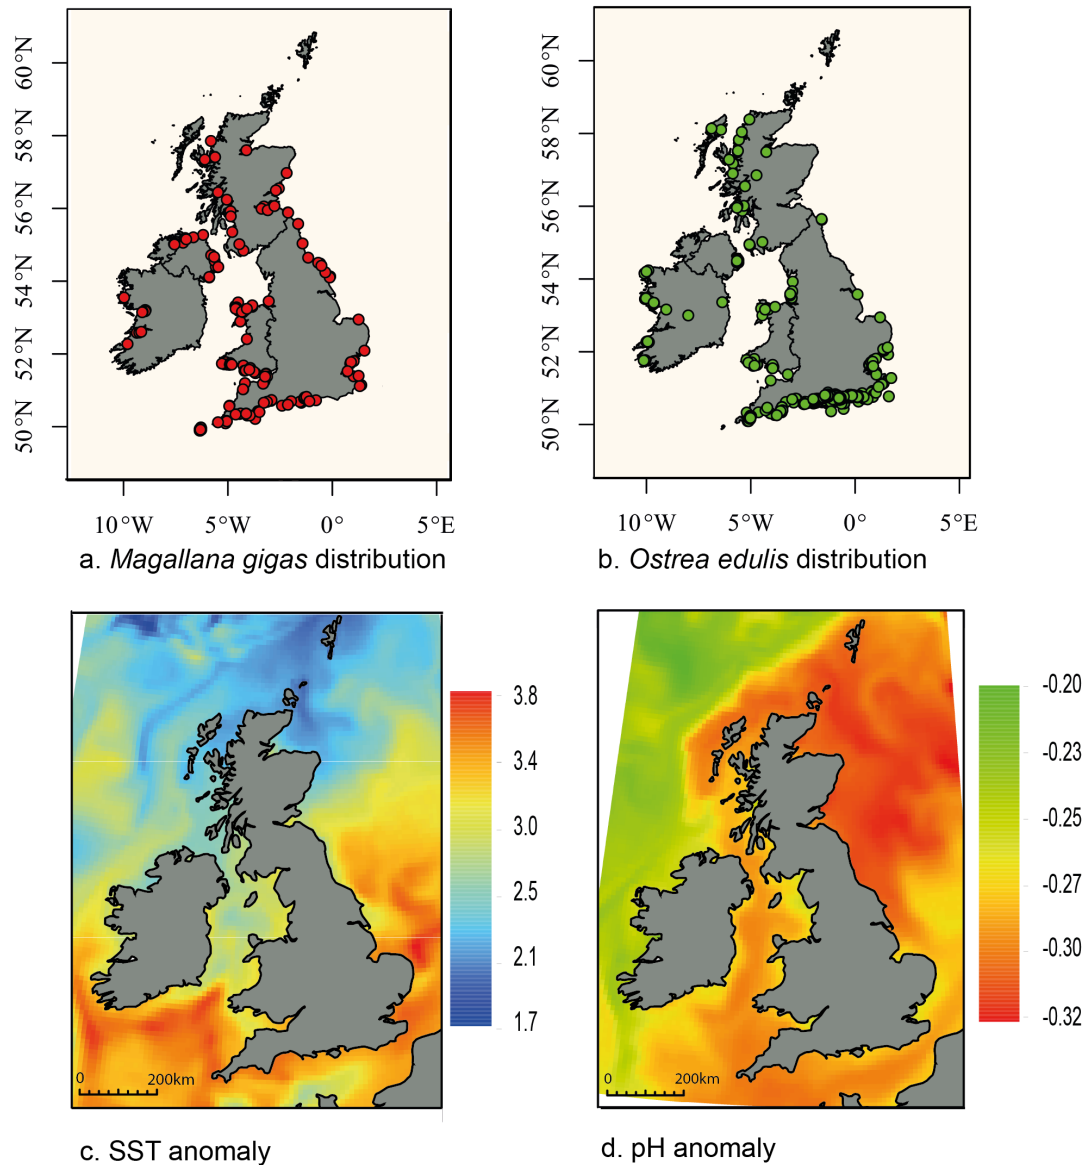 60°N
58°N
56°N
54°N
52°N
50°N
10°W 5°W 0° 5°E
a. Magallana gigas distribution
60°N
58°N
56°N
54°N
52°N
50°N
10°W 5°W 0° 5°E
b. Ostrea edulis distribution
3.8
3.4
3.0
2.5
2.1
1.7
0 200km
c. SST anomaly
-0.20
-0.23
-0.25
-0.27
-0.30
-0.32
0 200km
d. pH anomaly